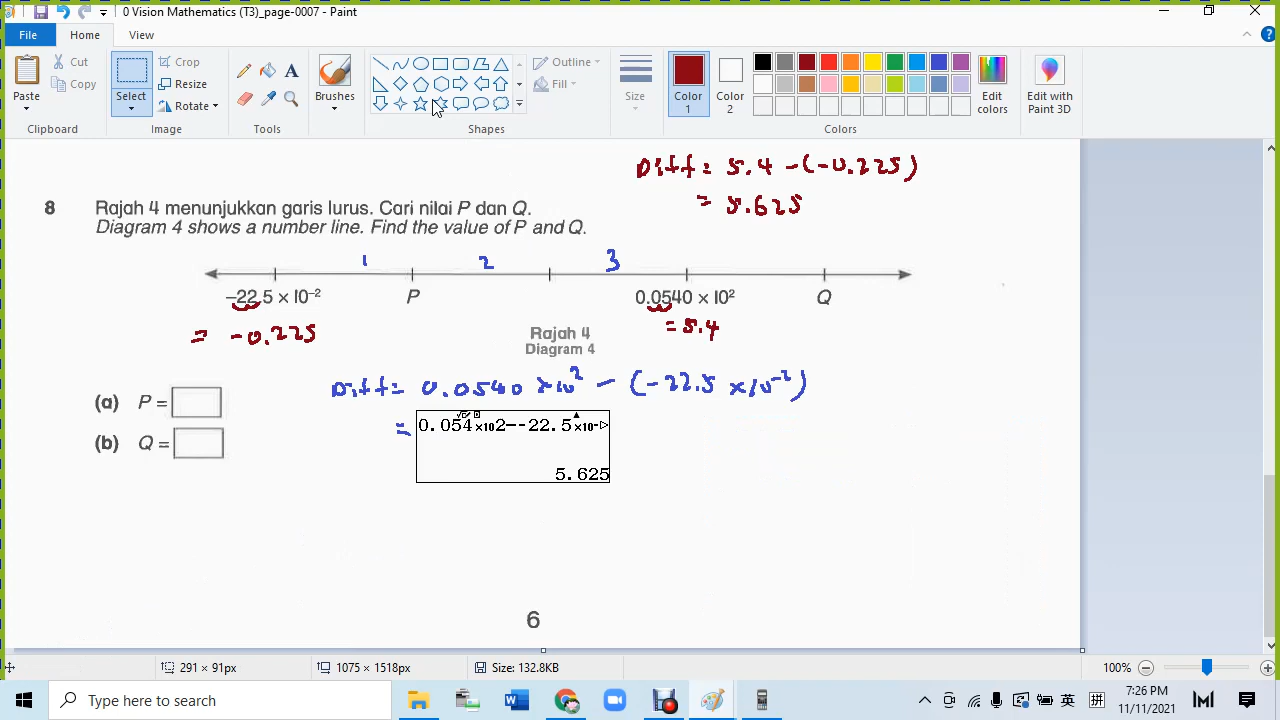 0 Vision Mathematics (T3)_page-0007 - Paint
File Home View
Paste Cut Copy Clipboard
Select Crop Resize Rotate Image
Tools
Brushes
Shapes Outline Fill
Size
Color 1 Color 2 Colors
Edit colors
Edit with Paint 3D
Diff = 5.4 - (-0.225)
= 5.625
8 Rajah 4 menunjukkan garis lurus. Cari nilai P dan Q.
Diagram 4 shows a number line. Find the value of P and Q.
1 2 3
−22.5 × 10⁻² P 0.0540 × 10² Q
= -0.225 = 5.4
Rajah 4
Diagram 4
Diff = 0.0540 × 10² - (-22.5 × 10⁻²)
(a) P =
= 0.054×102−-22.5×10-
5.625
(b) Q =
6
291 × 91px 1075 × 1518px Size: 132.8KB 100%
Type here to search
英 拼
7:26 PM
11/11/2021